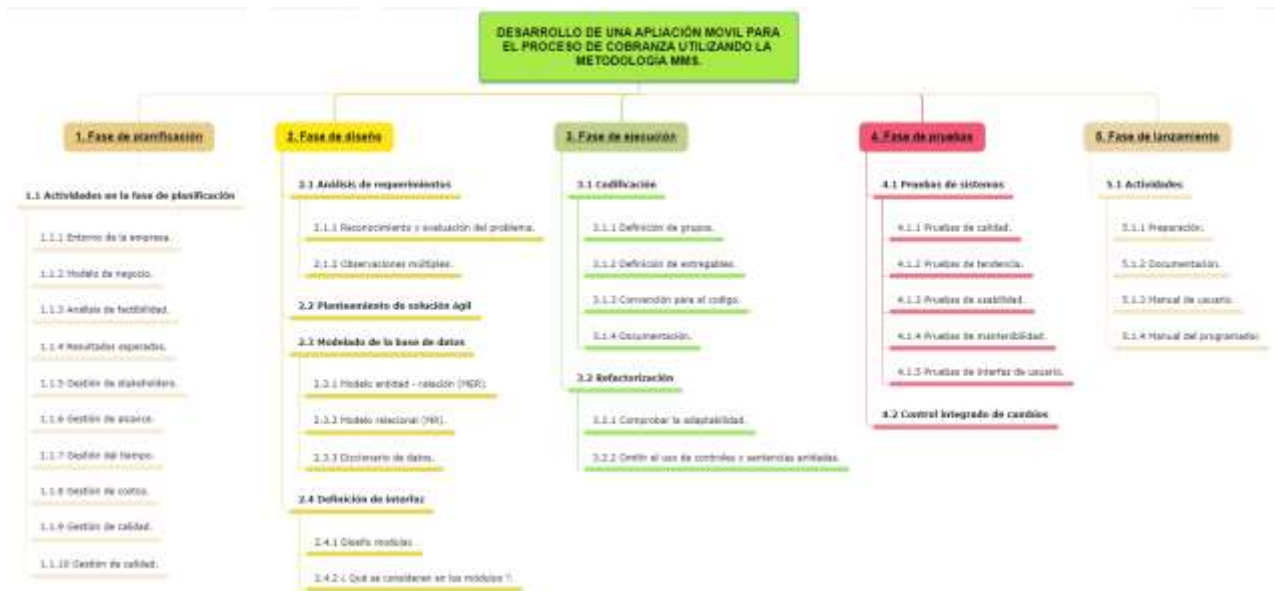 DESARROLLO DE UNA APLIACIÓN MOVIL PARA
EL PROCESO DE COBRANZA UTILIZANDO LA
METODOLOGÍA MMS.
1. Fase de planificación
2. Fase de diseño
3. Fase de ejecución
4. Fase de pruebas
5. Fase de lanzamiento
1.1 Actividades en la fase de planificación
1.1.1 Entorno de la empresa.
1.1.2 Modelo de negocio.
1.1.3 Análisis de factibilidad.
1.1.4 Resultados esperados.
1.1.5 Gestión de stakeholders.
1.1.6 Gestión de alcance.
1.1.7 Gestión del tiempo.
1.1.8 Gestión de costos.
1.1.9 Gestión de calidad.
1.1.10 Gestión de calidad.
2.1 Análisis de requerimientos
2.1.1 Reconocimiento y evaluación del problema.
2.1.2 Observaciones múltiples.
2.2 Planteamiento de solución ágil
2.3 Modelado de la base de datos
2.3.1 Modelo entidad - relación (MER).
2.3.2 Modelo relacional (MR).
2.3.3 Diccionario de datos.
2.4 Definición de interfaz
2.4.1 Diseño modulos
2.4.2 ¿ Qué se consideran en los módulos ?.
3.1 Codificación
3.1.1 Definición de grupos.
3.1.2 Definición de entregables.
3.1.3 Convención para el codigo.
3.1.4 Documentación.
3.2 Refactorización
3.2.1 Comprobar la adaptabilidad.
3.2.2 Omitir el uso de controles y sentencias anidadas.
4.1 Pruebas de sistemas
4.1.1 Pruebas de calidad.
4.1.2 Pruebas de tendencia.
4.1.3 Pruebas de usabilidad.
4.1.4 Pruebas de mantenibilidad.
4.1.5 Pruebas de interfaz de usuario.
4.2 Control integrado de cambios
5.1 Actividades
5.1.1 Preparación.
5.1.2 Documentación.
5.1.3 Manual de usuario.
5.1.4 Manual del programador.